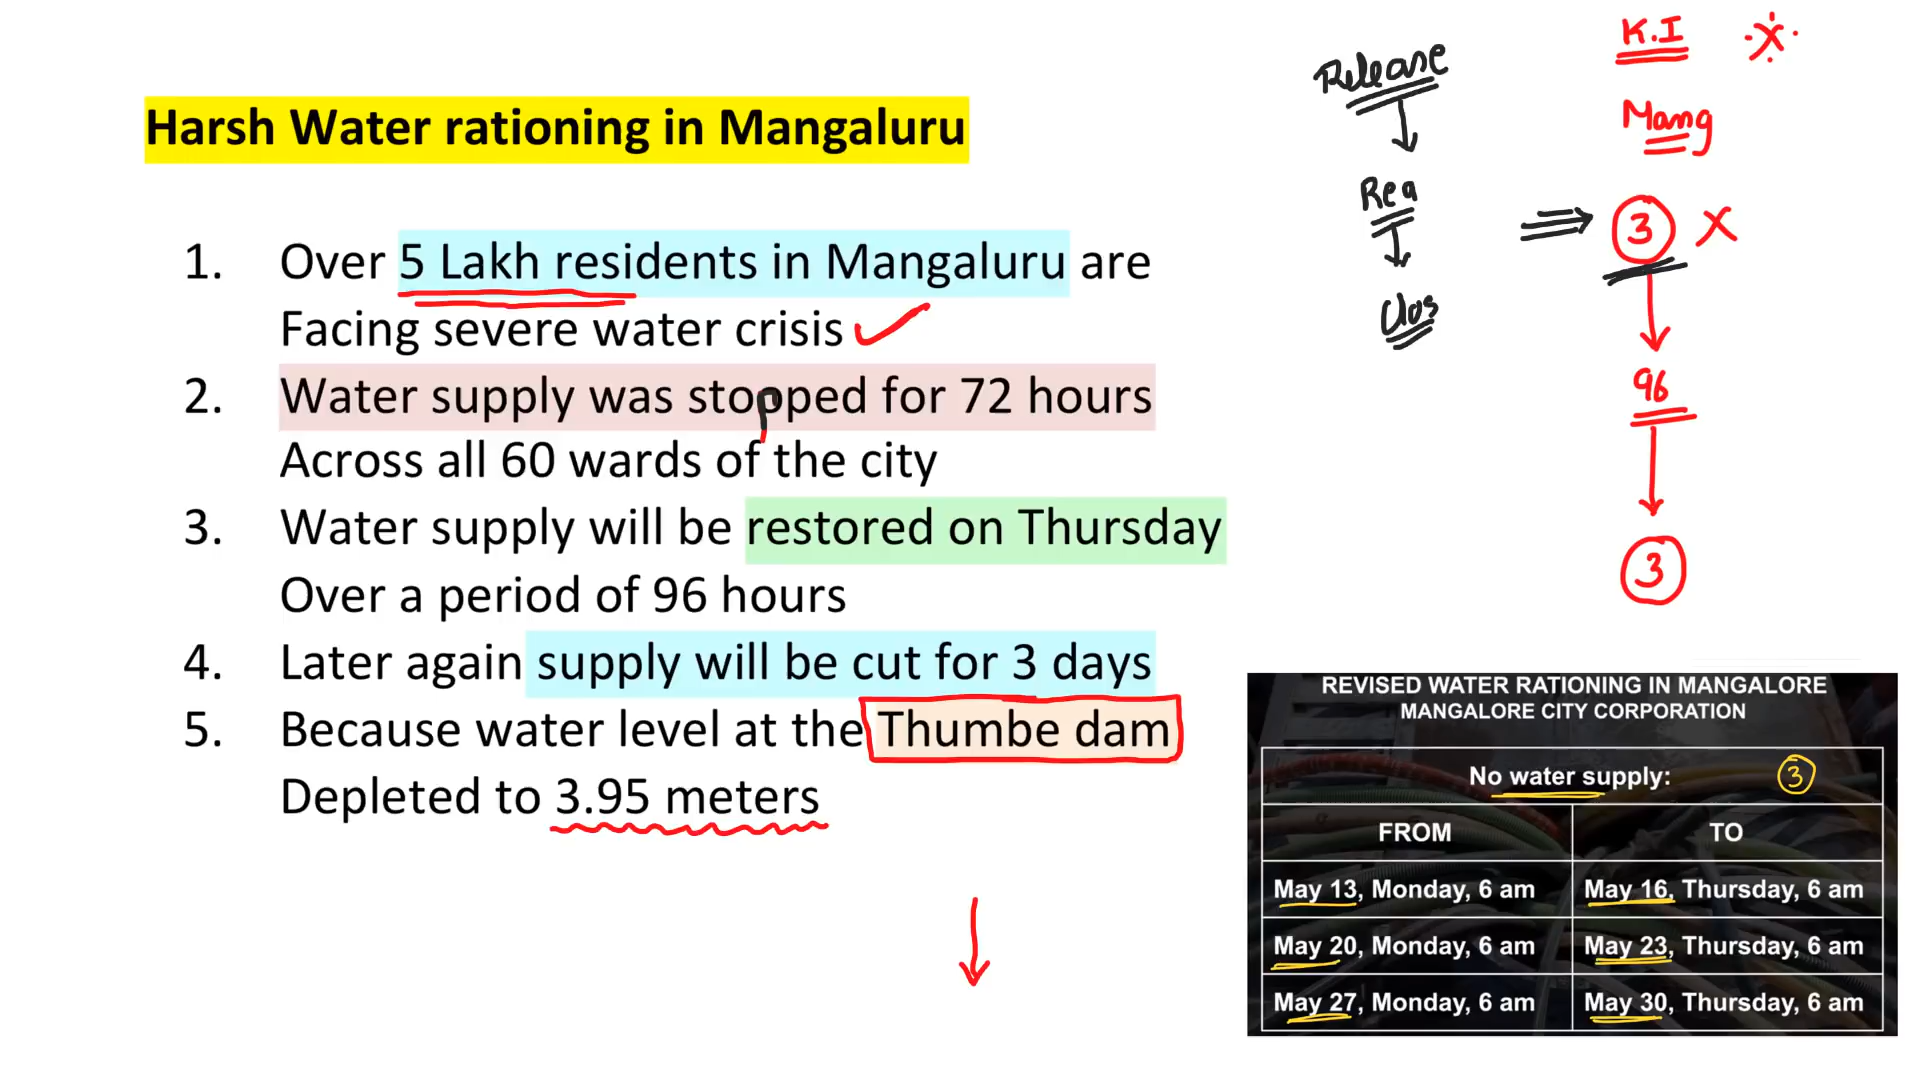 Harsh Water rationing in Mangaluru
1. Over 5 Lakh residents in Mangaluru are
Facing severe water crisis
2. Water supply was stopped for 72 hours
Across all 60 wards of the city
3. Water supply will be restored on Thursday
Over a period of 96 hours
4. Later again supply will be cut for 3 days
5. Because water level at the Thumbe dam
Depleted to 3.95 meters
Release
Rea
Clos
K.I
Mang
3 X
96
3
REVISED WATER RATIONING IN MANGALORE
MANGALORE CITY CORPORATION
No water supply: 3
FROM TO
May 13, Monday, 6 am May 16, Thursday, 6 am
May 20, Monday, 6 am May 23, Thursday, 6 am
May 27, Monday, 6 am May 30, Thursday, 6 am